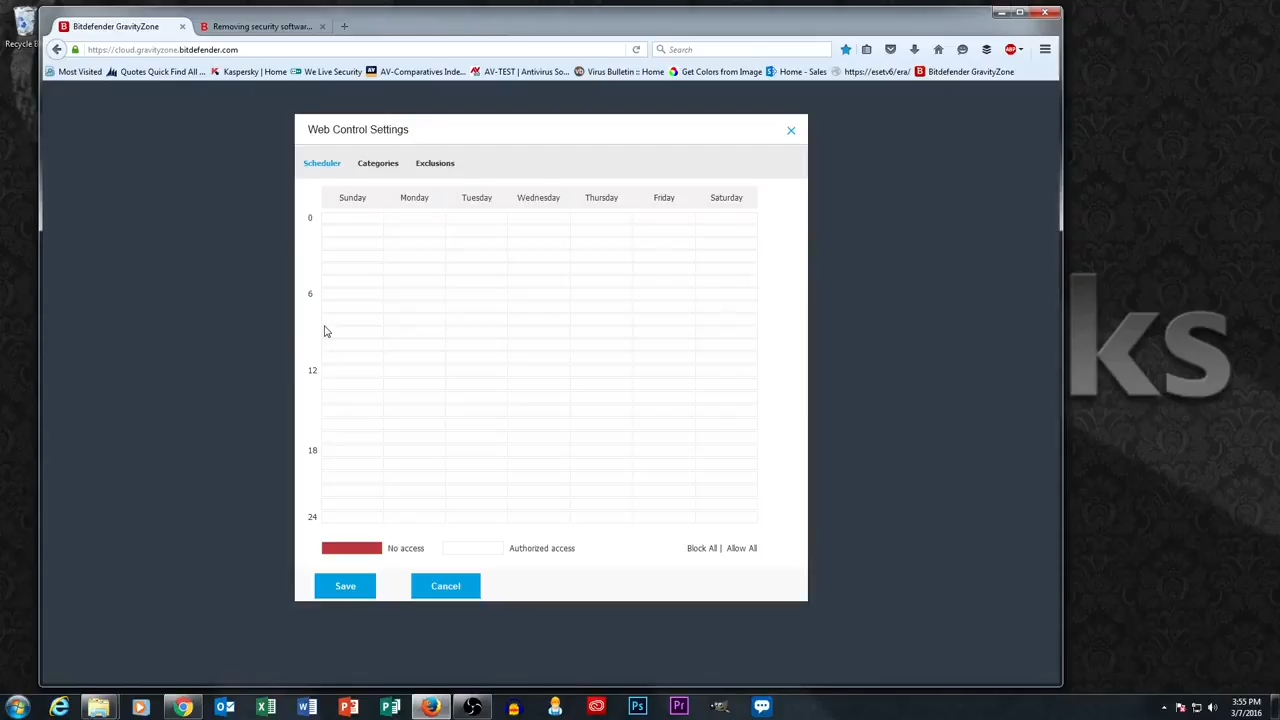 Bitdefender GravityZone
Removing security softwar...
https://cloud.gravityzone.bitdefender.com
Search
Most Visited
Quotes Quick Find All ...
Kaspersky | Home
We Live Security
AV-Comparatives Inde...
AV-TEST | Antivirus So...
Virus Bulletin :: Home
Get Colors from Image
Home - Sales
https://esetv6/era/
Bitdefender GravityZone
Web Control Settings
Scheduler Categories Exclusions
Sunday Monday Tuesday Wednesday Thursday Friday Saturday
0
6
12
18
24
No access
Authorized access
Block All | Allow All
Save
Cancel
ks
3:55 PM
3/7/2016